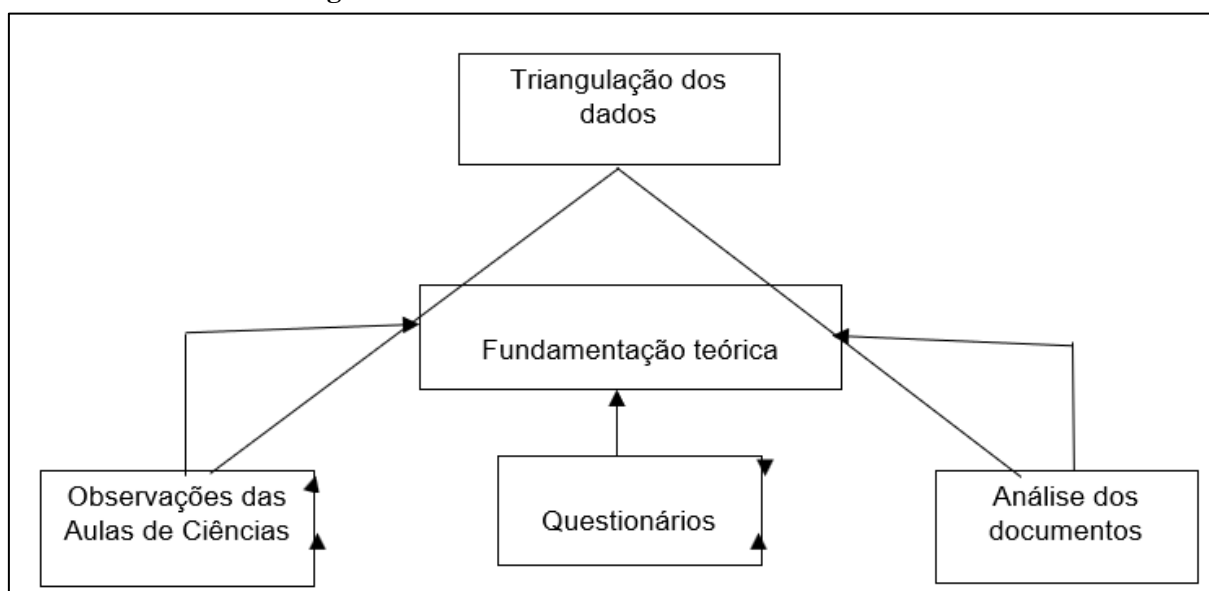 Triangulação dos
dados
Fundamentação teórica
Observações das
Aulas de Ciências
Questionários
Análise dos
documentos